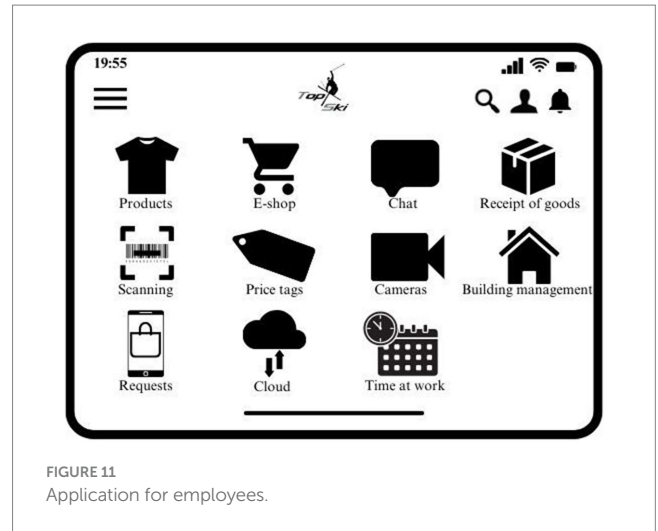 19:55
Top
Ski
Products E-shop Chat Receipt of goods
Scanning Price tags Cameras Building management
Requests Cloud Time at work
FIGURE 11
Application for employees.